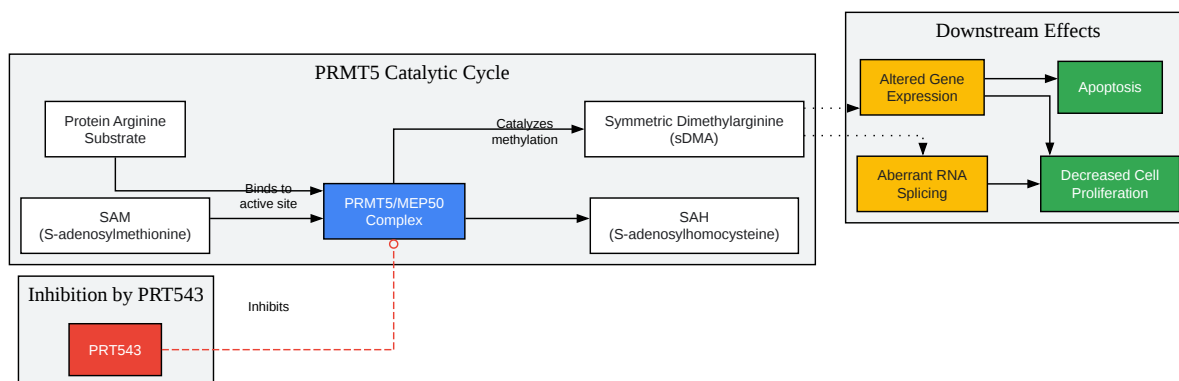 PRMT5 Catalytic Cycle
Protein Arginine
Substrate
SAM
(S-adenosylmethionine)
Binds to
active site
PRMT5/MEP50
Complex
Catalyzes
methylation
Symmetric Dimethylarginine
(sDMA)
SAH
(S-adenosylhomocysteine)
Downstream Effects
Altered Gene
Expression
Apoptosis
Aberrant RNA
Splicing
Decreased Cell
Proliferation
Inhibition by PRT543
PRT543
Inhibits